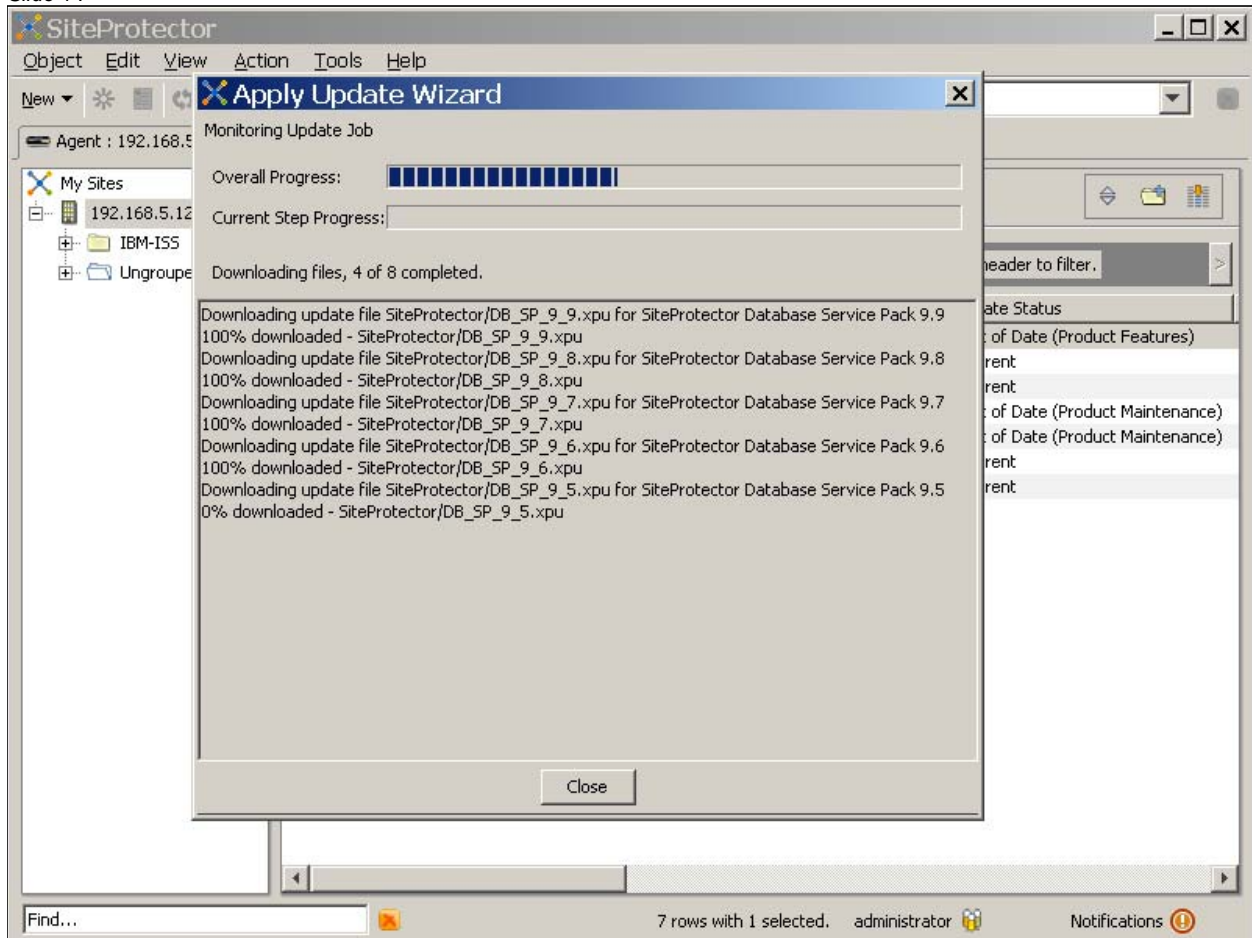 SiteProtector
Object Edit View Action Tools Help
New
Apply Update Wizard
Agent : 192.168.5
Monitoring Update Job
My Sites
Overall Progress:
192.168.5.12
Current Step Progress:
IBM-ISS
Ungroupe
Downloading files, 4 of 8 completed.
header to filter.
ate Status
Downloading update file SiteProtector/DB_SP_9_9.xpu for SiteProtector Database Service Pack 9.9
100% downloaded - SiteProtector/DB_SP_9_9.xpu
Downloading update file SiteProtector/DB_SP_9_8.xpu for SiteProtector Database Service Pack 9.8
100% downloaded - SiteProtector/DB_SP_9_8.xpu
Downloading update file SiteProtector/DB_SP_9_7.xpu for SiteProtector Database Service Pack 9.7
100% downloaded - SiteProtector/DB_SP_9_7.xpu
Downloading update file SiteProtector/DB_SP_9_6.xpu for SiteProtector Database Service Pack 9.6
100% downloaded - SiteProtector/DB_SP_9_6.xpu
Downloading update file SiteProtector/DB_SP_9_5.xpu for SiteProtector Database Service Pack 9.5
0% downloaded - SiteProtector/DB_SP_9_5.xpu
of Date (Product Features)
rent
rent
of Date (Product Maintenance)
of Date (Product Maintenance)
rent
rent
Close
Find...
7 rows with 1 selected.
administrator
Notifications